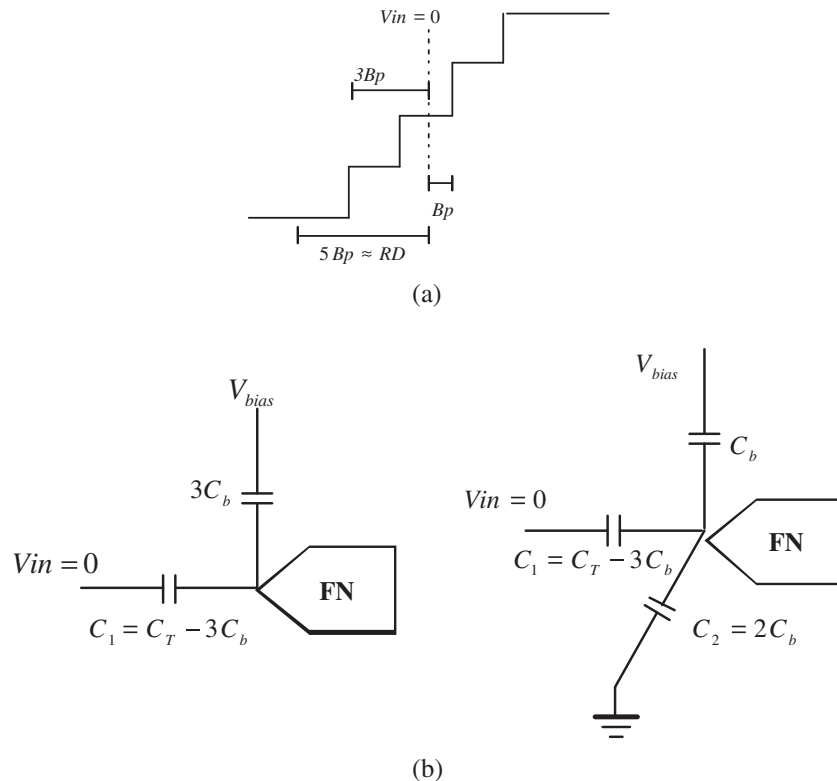 Vin = 0
3Bp
Bp
5 Bp ≈ RD
(a)
V_bias
3C_b
Vin = 0
C_1 = C_T − 3C_b
FN
V_bias
C_b
Vin = 0
C_1 = C_T − 3C_b
FN
C_2 = 2C_b
(b)